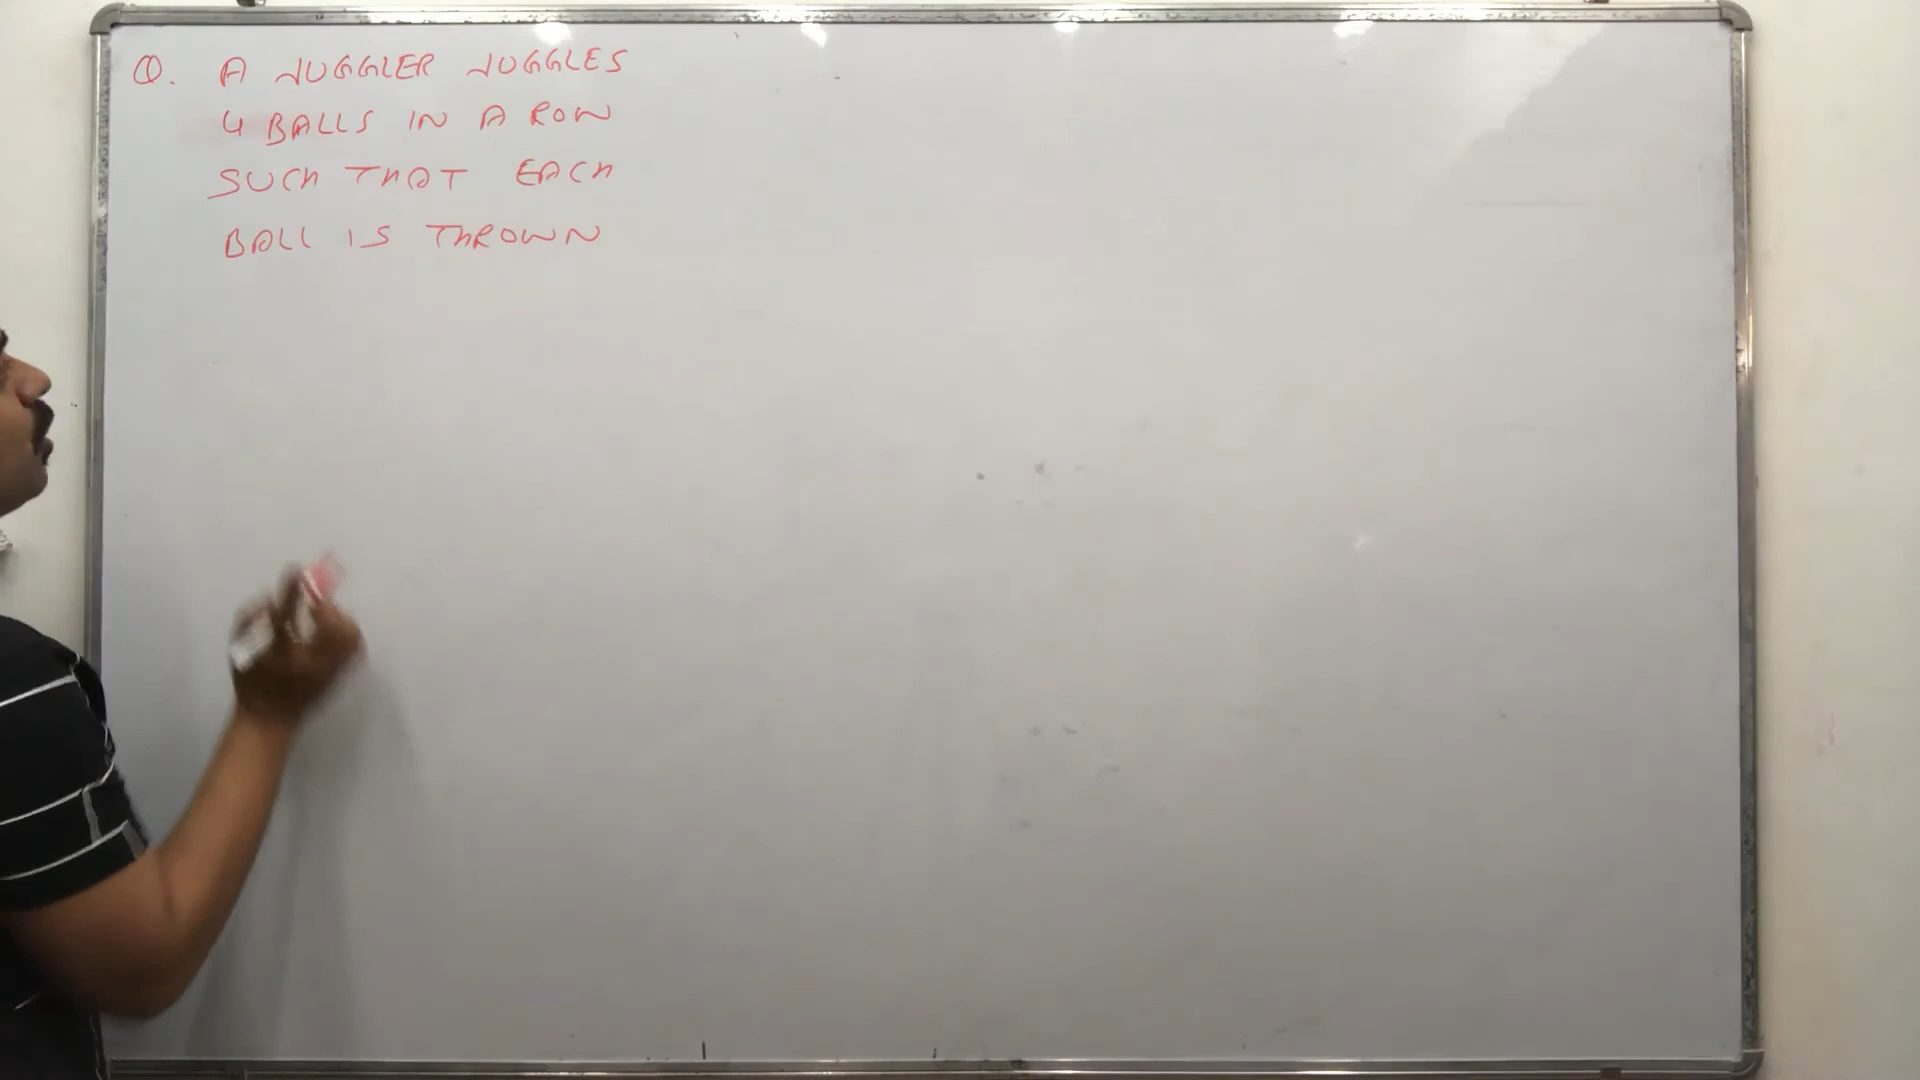 Q. A JUGGLER JUGGLES
4 BALLS IN A ROW
SUCH THAT EACH
BALL IS THROWN